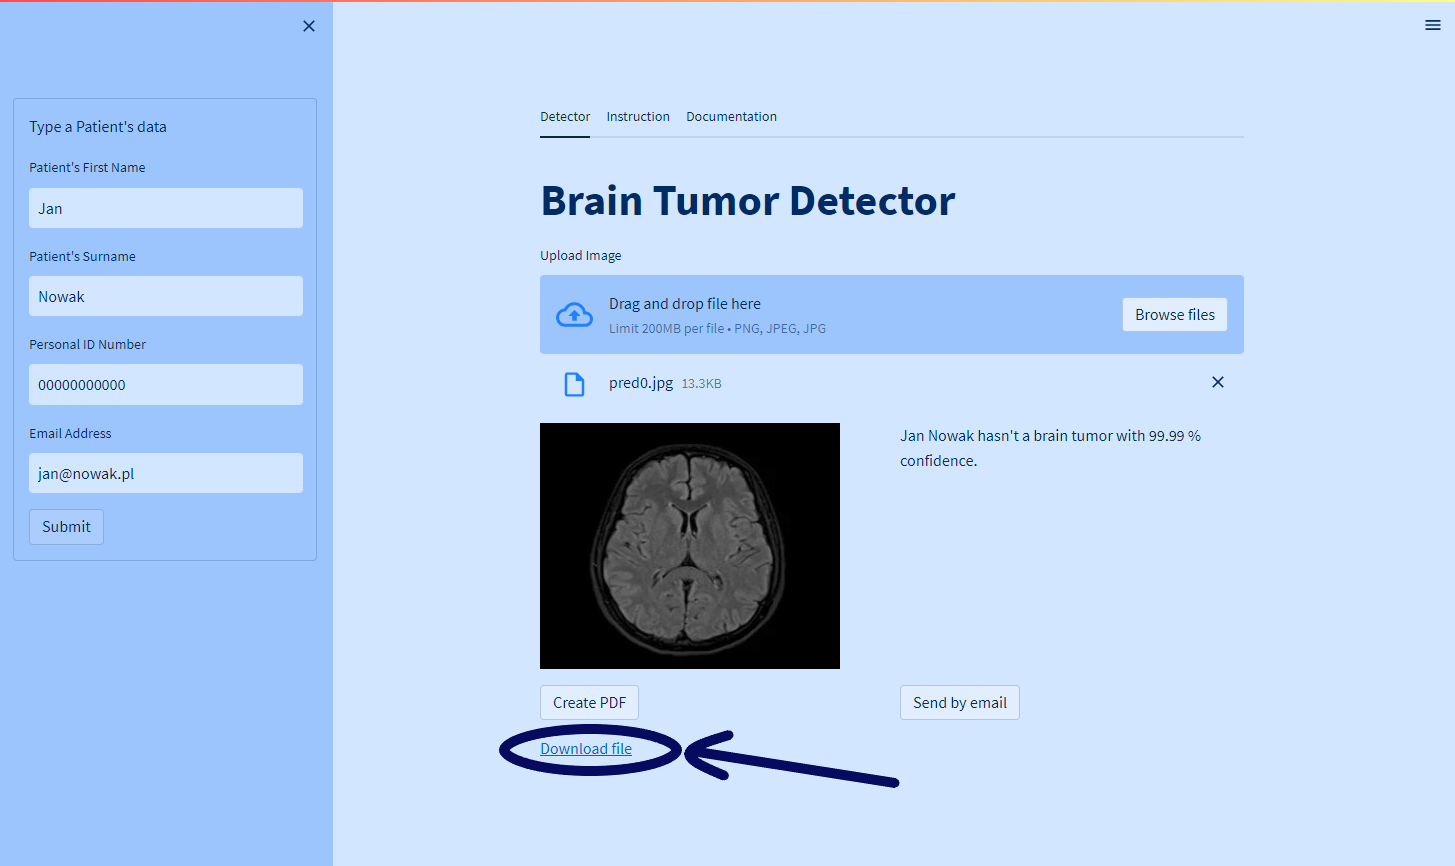 Type a Patient's data
Patient's First Name
Jan
Patient's Surname
Nowak
Personal ID Number
00000000000
Email Address
jan@nowak.pl
Submit
Detector Instruction Documentation
Brain Tumor Detector
Upload Image
Drag and drop file here
Limit 200MB per file • PNG, JPEG, JPG
Browse files
pred0.jpg 13.3KB
Jan Nowak hasn't a brain tumor with 99.99 %
confidence.
Create PDF
Send by email
Download file